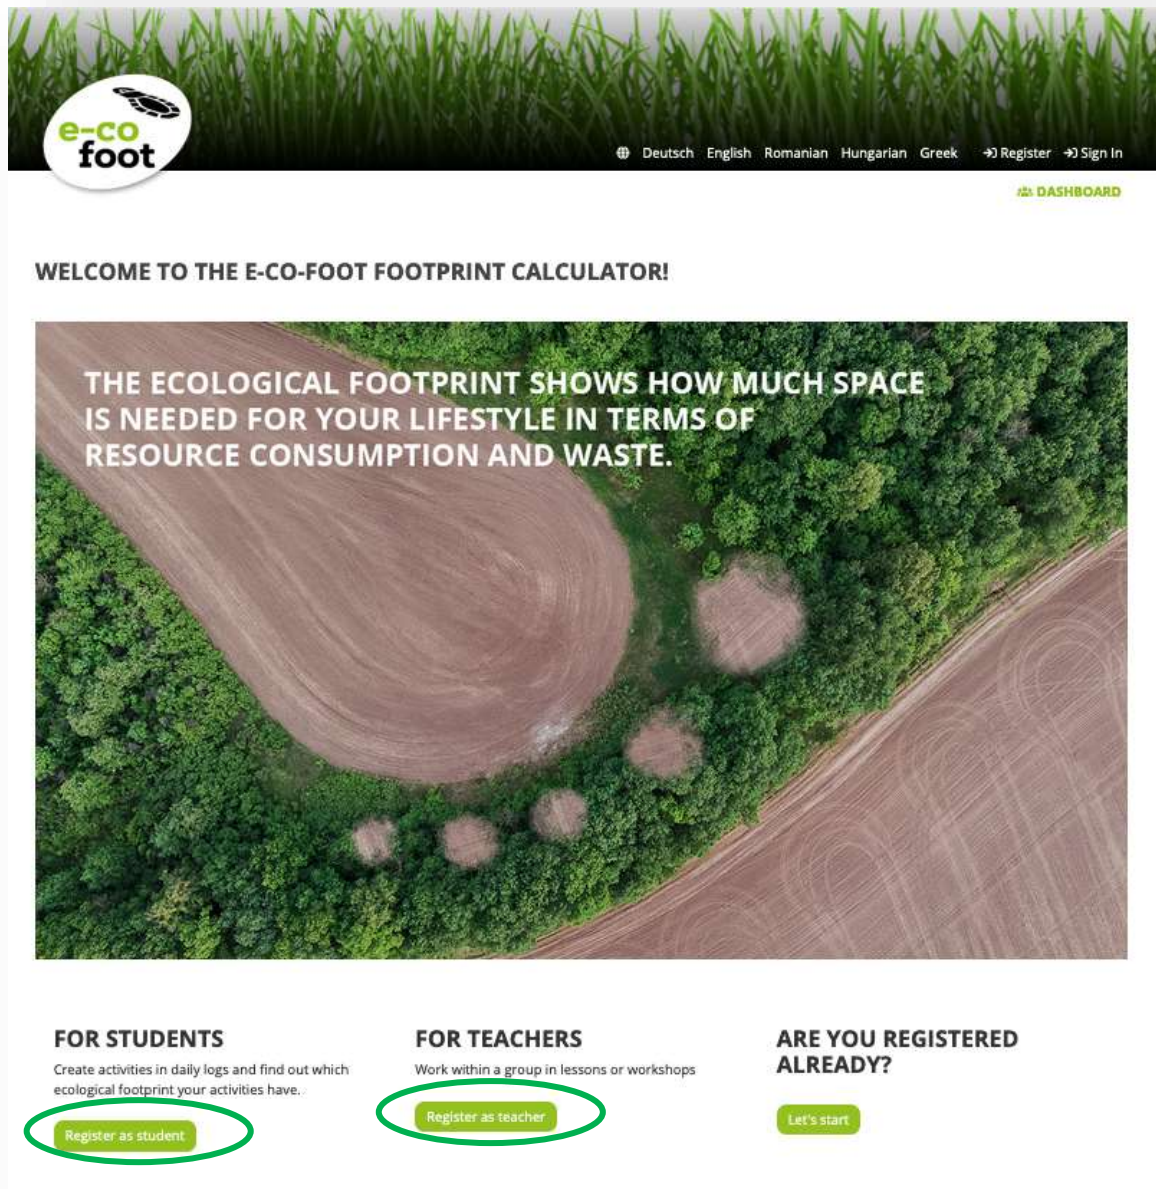 e-co
foot
Deutsch English Romanian Hungarian Greek Register Sign In
DASHBOARD
WELCOME TO THE E-CO-FOOT FOOTPRINT CALCULATOR!
THE ECOLOGICAL FOOTPRINT SHOWS HOW MUCH SPACE
IS NEEDED FOR YOUR LIFESTYLE IN TERMS OF
RESOURCE CONSUMPTION AND WASTE.
FOR STUDENTS
Create activities in daily logs and find out which
ecological footprint your activities have.
Register as student
FOR TEACHERS
Work within a group in lessons or workshops
Register as teacher
ARE YOU REGISTERED
ALREADY?
Let's start